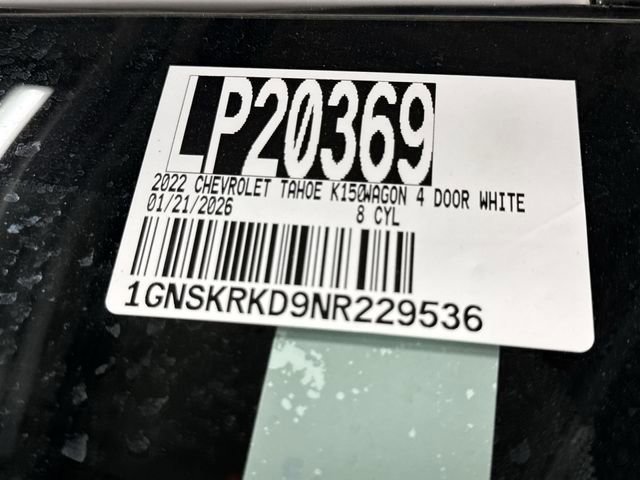 LP20369
2022 CHEVROLET TAHOE K150WAGON 4 DOOR WHITE
01/21/2026 8 CYL
1GNSKRKD9NR229536